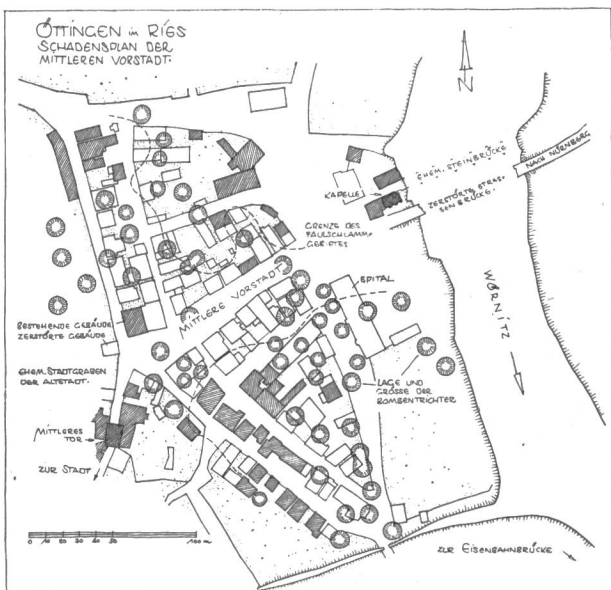 ÖTTINGEN IM RIES
SCHADENSPLAN DER
MITTLEREN VORSTADT.
N
EHEM. STEINBRÜCKE
NACH NÜRNBERG
KAPELLE
ZERSTÖRTE STRAS-
SENBRÜCKE.
GRENZE DES
FAULSCHLAMM-
GEBIETES
MITTLERE VORSTADT
SPITAL
WÖRNITZ
BESTEHENDE GEBÄUDE
ZERSTÖRTE GEBÄUDE
EHEM. STADTGRABEN
DER ALTSTADT.
LAGE UND
GRÖSSE DER
BOMBENTRICHTER
MITTLERES
TOR
ZUR STADT
0 10 20 30 40 50 100 m
ZUR EISENBAHNBRÜCKE